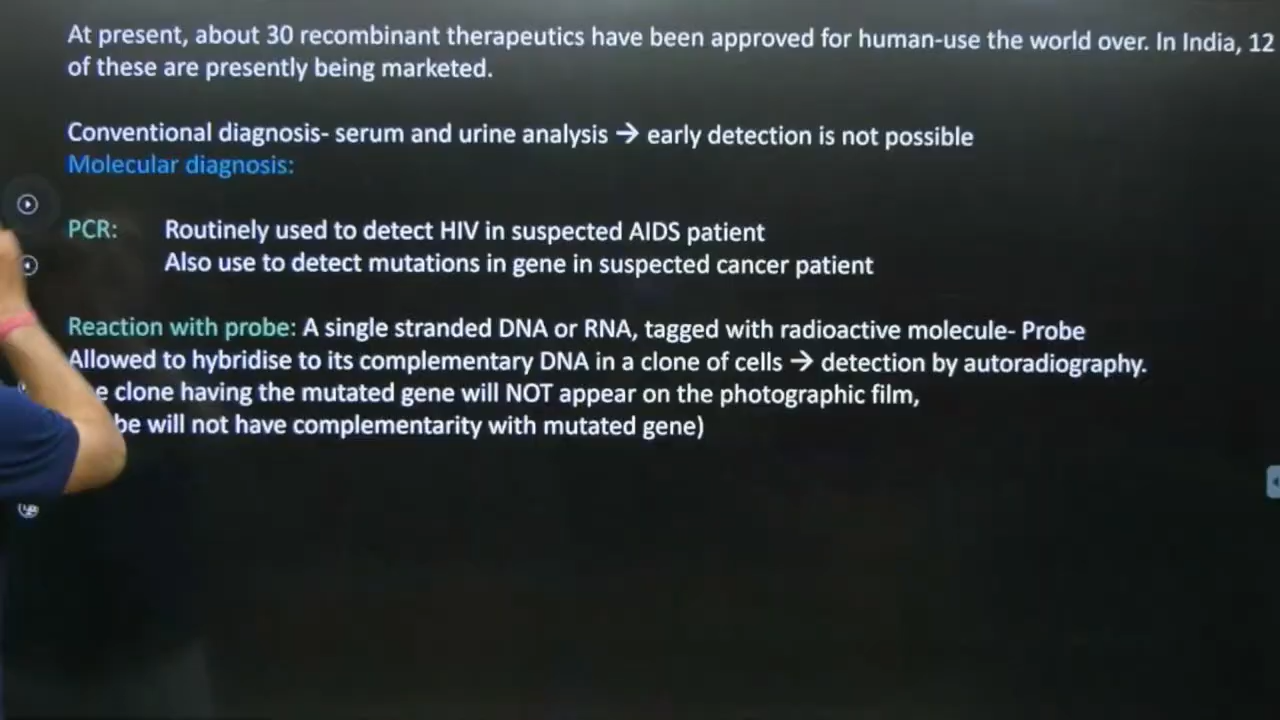 At present, about 30 recombinant therapeutics have been approved for human-use the world over. In India, 12
of these are presently being marketed.
Conventional diagnosis- serum and urine analysis → early detection is not possible
Molecular diagnosis:
PCR: Routinely used to detect HIV in suspected AIDS patient
Also use to detect mutations in gene in suspected cancer patient
Reaction with probe: A single stranded DNA or RNA, tagged with radioactive molecule- Probe
Allowed to hybridise to its complementary DNA in a clone of cells → detection by autoradiography.
clone having the mutated gene will NOT appear on the photographic film,
will not have complementarity with mutated gene)